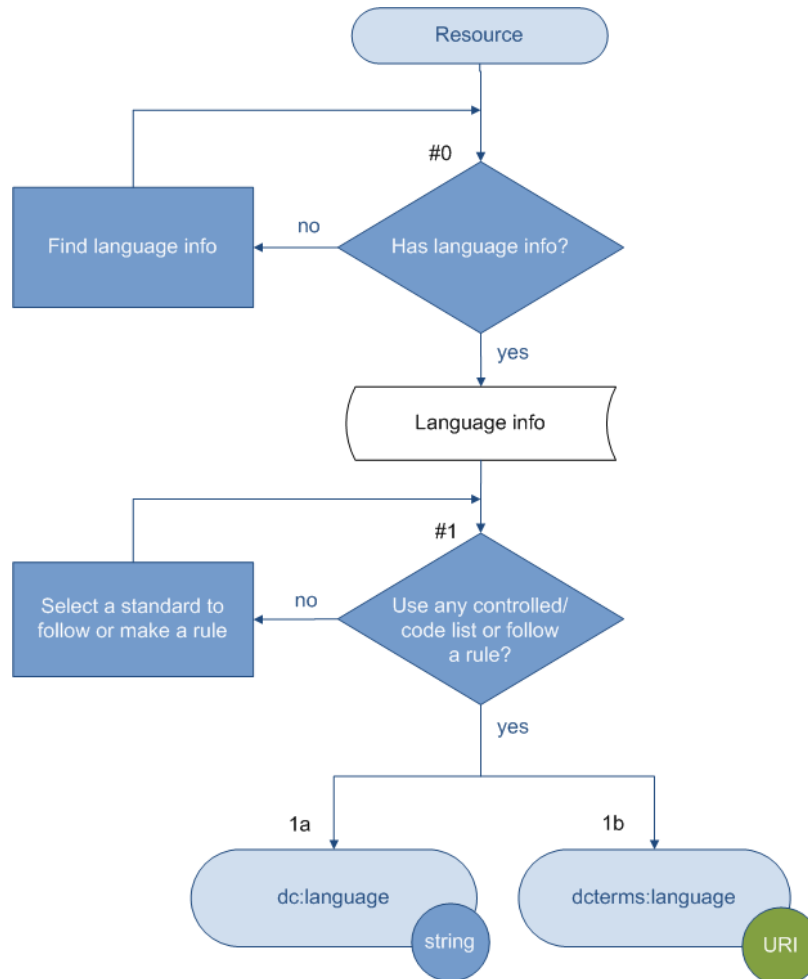 Resource
#0
Find language info
no
Has language info?
yes
Language info
#1
Select a standard to
follow or make a rule
no
Use any controlled/
code list or follow
a rule?
yes
1a
1b
dc:language
string
dcterms:language
URI